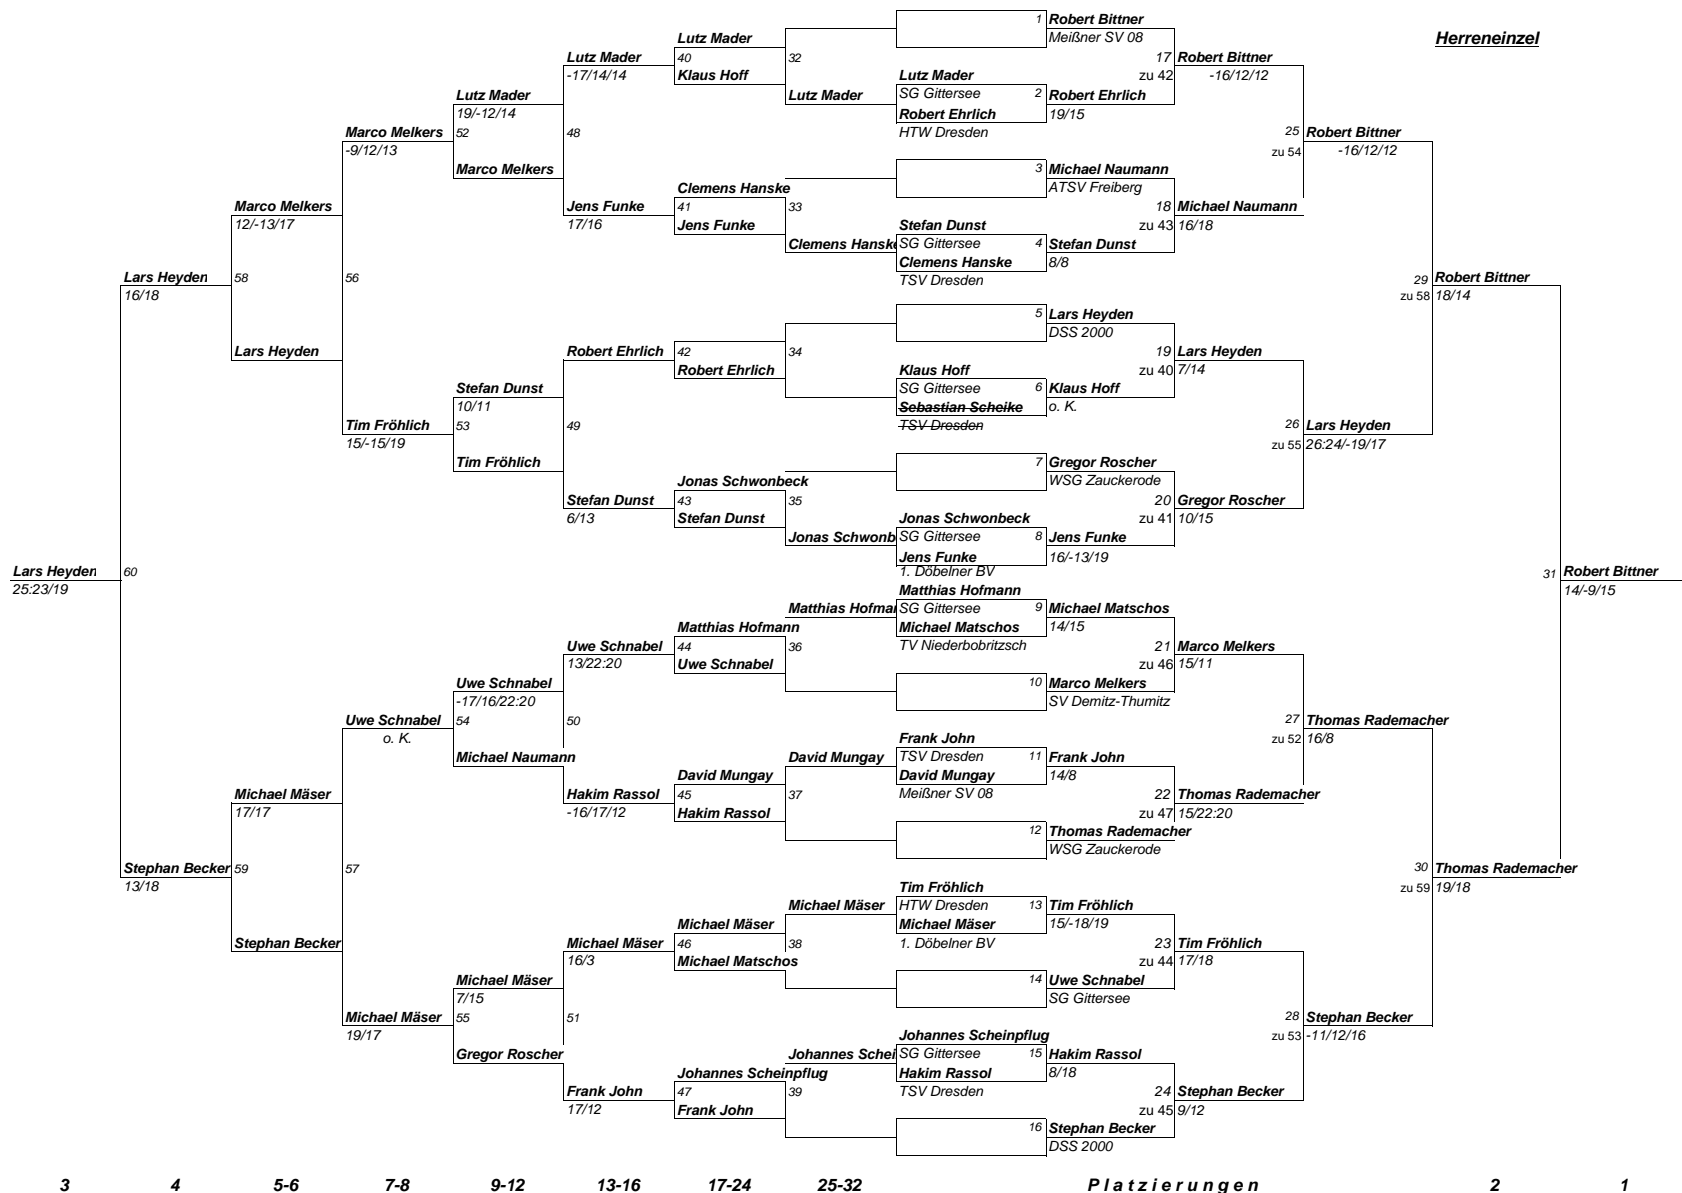 Herreneinzel
1 Robert Bittner
Meißner SV 08
Lutz Mader
40
32
17 Robert Bittner
zu 42 -16/12/12
Lutz Mader
-17/14/14
Klaus Hoff
Lutz Mader
SG Gittersee
2
Lutz Mader
Robert Ehrlich
HTW Dresden
Robert Ehrlich
19/15
Lutz Mader
19/-12/14
52
48
Marco Melkers
-9/12/13
25 Robert Bittner
zu 54 -16/12/12
Marco Melkers
3 Michael Naumann
ATSV Freiberg
Clemens Hanske
41
33
Marco Melkers
12/-13/17
Jens Funke
17/16
Jens Funke
18 Michael Naumann
zu 43 16/18
Stefan Dunst
SG Gittersee
4 Stefan Dunst
8/8
Clemens Hanske
Clemens Hanske
TSV Dresden
Lars Heyden
16/18
58
56
29 Robert Bittner
zu 58 18/14
5 Lars Heyden
DSS 2000
Lars Heyden
Robert Ehrlich
42
34
Robert Ehrlich
19 Lars Heyden
zu 40 7/14
Klaus Hoff
SG Gittersee
6 Klaus Hoff
o. K.
Sebastian Scheike
TSV Dresden
Stefan Dunst
10/11
53
49
Tim Fröhlich
15/-15/19
26 Lars Heyden
zu 55 26:24/-19/17
Tim Fröhlich
7 Gregor Roscher
WSG Zauckerode
Jonas Schwonbeck
43
35
Stefan Dunst
6/13
Stefan Dunst
20 Gregor Roscher
zu 41 10/15
Jonas Schwonbeck
SG Gittersee
8 Jens Funke
16/-13/19
Jonas Schwonb
Jens Funke
1. Döbelner BV
Lars Heyden
25:23/19
60
31 Robert Bittner
14/-9/15
Matthias Hofmann
SG Gittersee
9 Michael Matschos
14/15
Matthias Hofma
Michael Matschos
TV Niederbobritzsch
Matthias Hofmann
44
36
Uwe Schnabel
13/22:20
Uwe Schnabel
21 Marco Melkers
zu 46 15/11
Uwe Schnabel
-17/16/22:20
10 Marco Melkers
SV Demitz-Thumitz
Uwe Schnabel
o. K.
54
50
27 Thomas Rademacher
zu 52 16/8
Michael Naumann
David Mungay
Frank John
TSV Dresden
11 Frank John
14/8
David Mungay
Meißner SV 08
David Mungay
45
37
Michael Mäser
17/17
Hakim Rassol
-16/17/12
Hakim Rassol
22 Thomas Rademacher
zu 47 15/22:20
12 Thomas Rademacher
WSG Zauckerode
Stephan Becker
13/18
59
57
30 Thomas Rademacher
zu 59 19/18
Tim Fröhlich
HTW Dresden
13 Tim Fröhlich
15/-18/19
Michael Mäser
Michael Mäser
1. Döbelner BV
Michael Mäser
46
38
Stephan Becker
Michael Mäser
16/3
Michael Matschos
23 Tim Fröhlich
zu 44 17/18
Michael Mäser
7/15
14 Uwe Schnabel
SG Gittersee
Michael Mäser
19/17
55
51
28 Stephan Becker
zu 53 -11/12/16
Gregor Roscher
Johannes Schei
Johannes Scheinpflug
SG Gittersee
15 Hakim Rassol
8/18
Hakim Rassol
TSV Dresden
Johannes Scheinpflug
47
39
Frank John
17/12
Frank John
24 Stephan Becker
zu 45 9/12
16 Stephan Becker
DSS 2000
3 4 5-6 7-8 9-12 13-16 17-24 25-32 Platzierungen 2 1